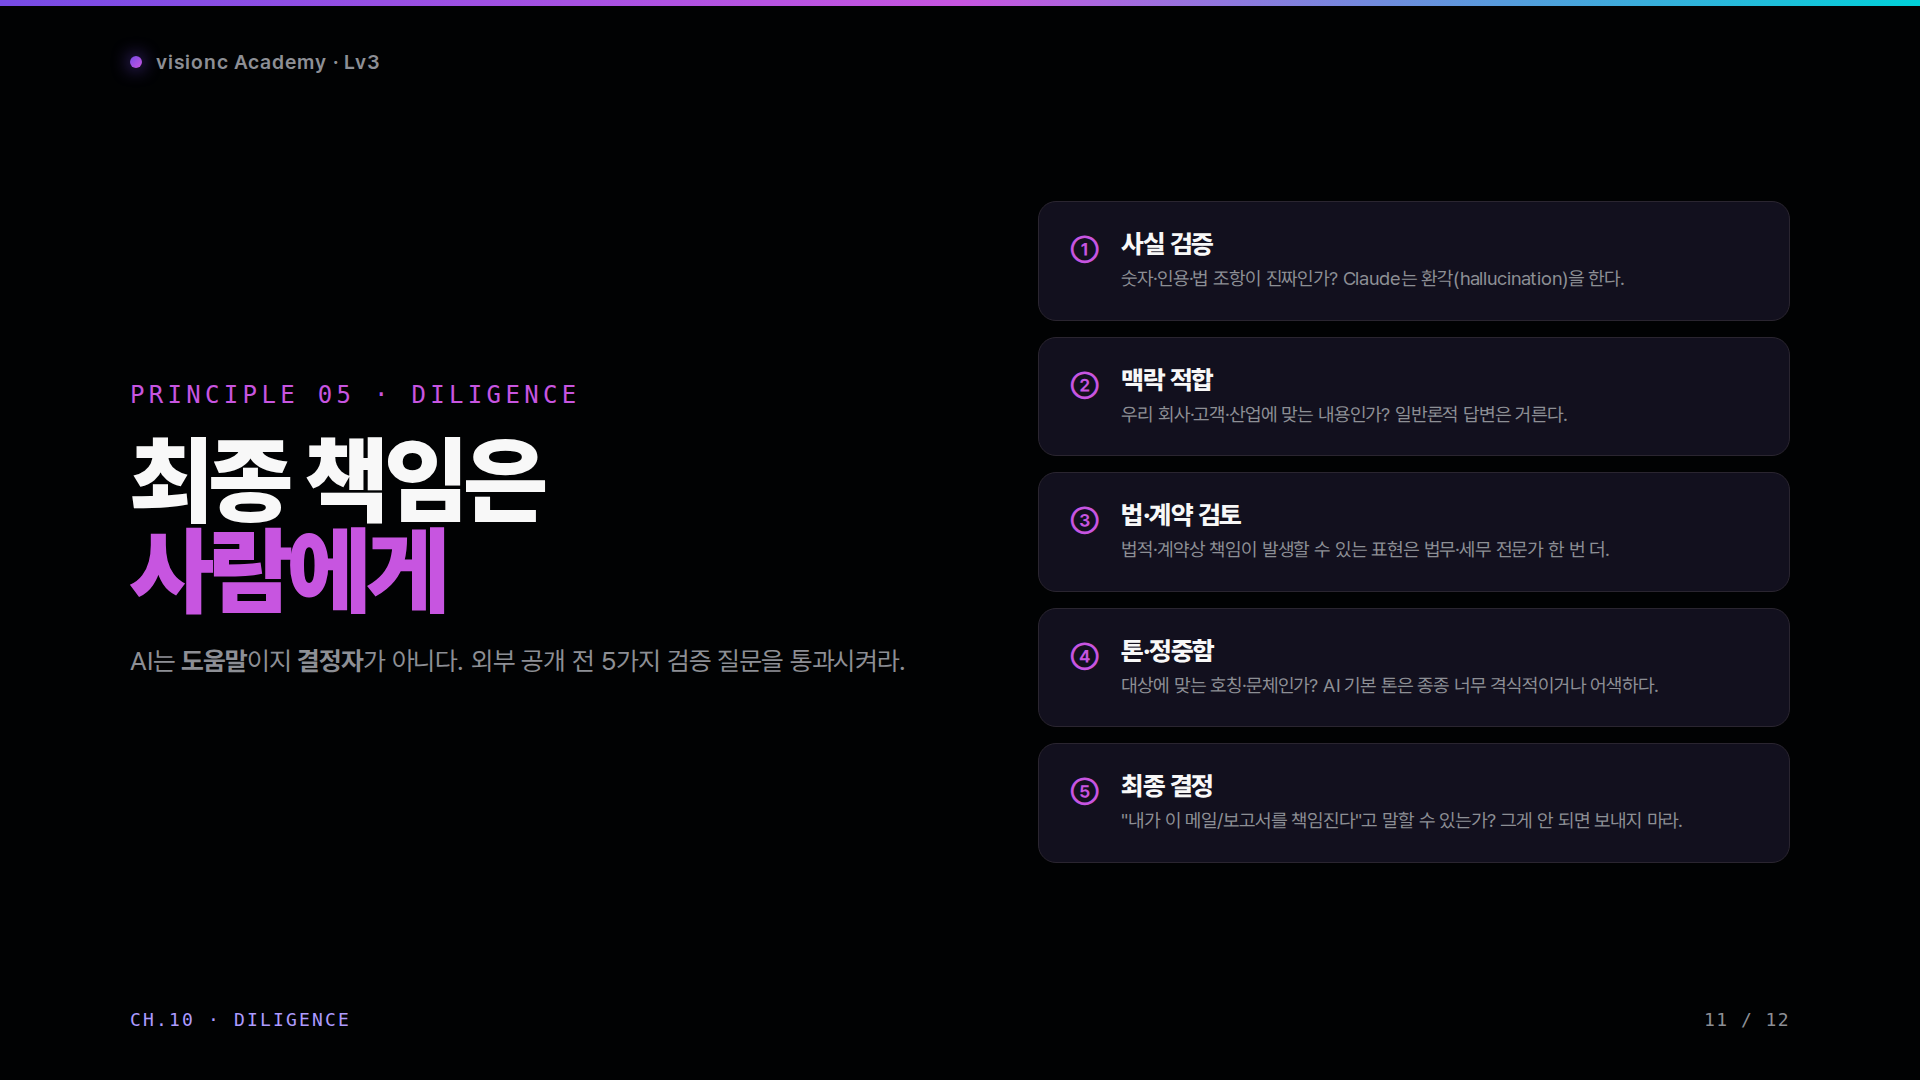 visionc Academy · Lv3
PRINCIPLE 05 · DILIGENCE
최종 책임은
사람에게
AI는 도움말이지 결정자가 아니다. 외부 공개 전 5가지 검증 질문을 통과시켜라.
① 사실 검증
숫자·인용·법 조항이 진짜인가? Claude는 환각(hallucination)을 한다.
② 맥락 적합
우리 회사·고객·산업에 맞는 내용인가? 일반론적 답변은 거른다.
③ 법·계약 검토
법적·계약상 책임이 발생할 수 있는 표현은 법무·세무 전문가 한 번 더.
④ 톤·정중함
대상에 맞는 호칭·문체인가? AI 기본 톤은 종종 너무 격식적이거나 어색하다.
⑤ 최종 결정
"내가 이 메일/보고서를 책임진다"고 말할 수 있는가? 그게 안 되면 보내지 마라.
CH.10 · DILIGENCE
11 / 12